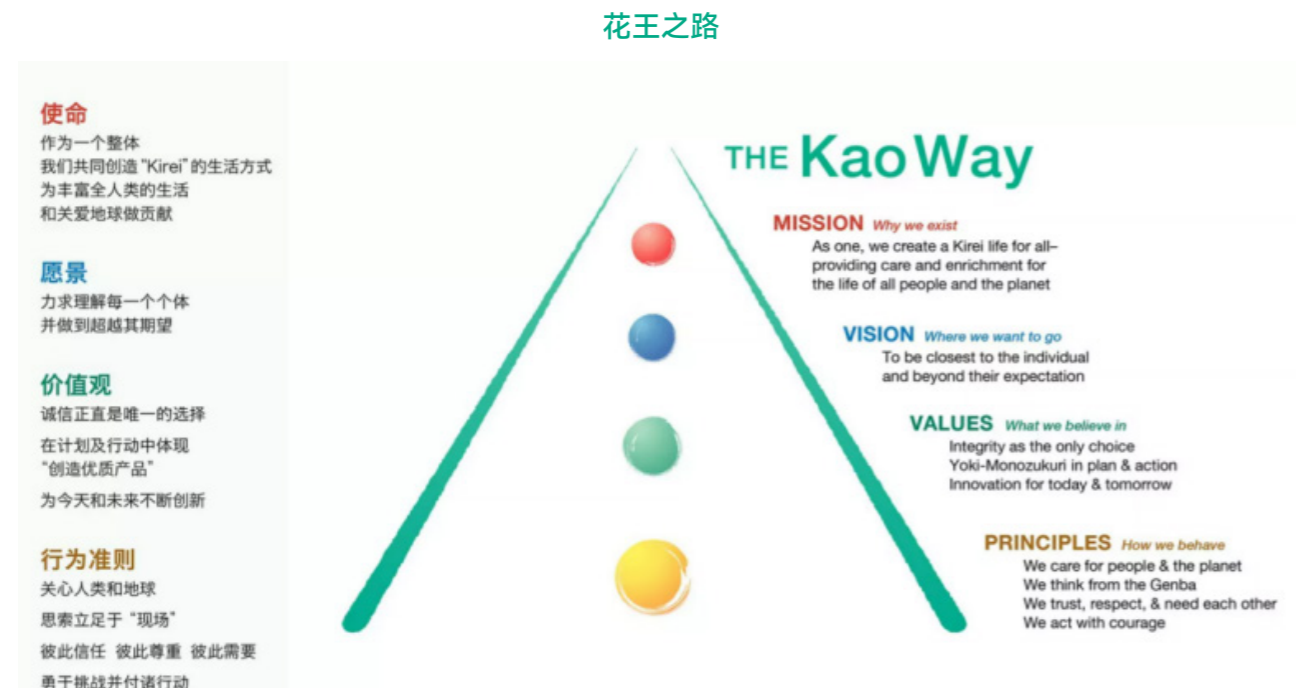 花王之路
使命
作为一个整体
我们共同创造“Kirei”的生活方式
为丰富全人类的生活
和关爱地球做贡献
愿景
力求理解每一个个体
并做到超越其期望
价值观
诚信正直是唯一的选择
在计划及行动中体现
“创造优质产品”
为今天和未来不断创新
行为准则
关心人类和地球
思索立足于“现场”
彼此信任 彼此尊重 彼此需要
勇于挑战并付诸行动
THE Kao Way
MISSION Why we exist
As one, we create a Kirei life for all–
providing care and enrichment for
the life of all people and the planet
VISION Where we want to go
To be closest to the individual
and beyond their expectation
VALUES What we believe in
Integrity as the only choice
Yoki-Monozukuri in plan & action
Innovation for today & tomorrow
PRINCIPLES How we behave
We care for people & the planet
We think from the Genba
We trust, respect, & need each other
We act with courage